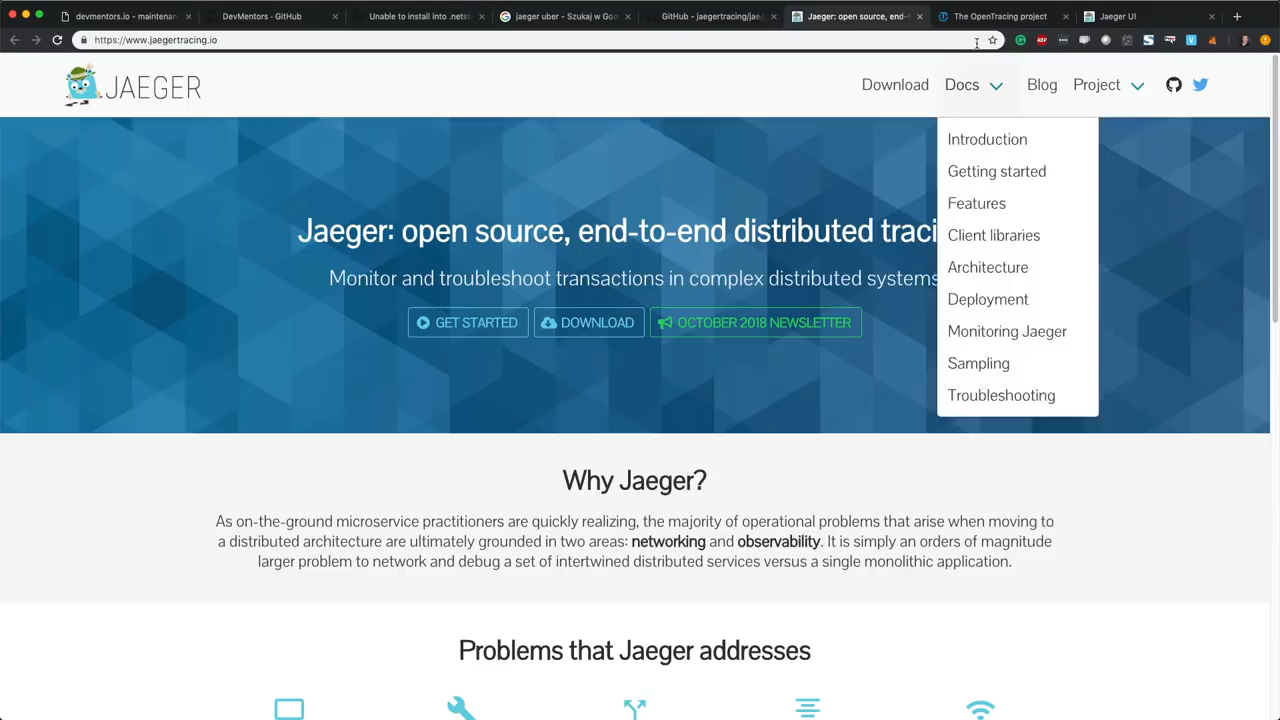 devmentors.io - maintenan
DevMentors · GitHub
Unable to install into .netst
jaeger uber - Szukaj w Goo
GitHub - jaegertracing/jaeg
Jaeger: open source, end-
The OpenTracing project
Jaeger UI
https://www.jaegertracing.io
JAEGER
Download
Docs
Blog
Project
Introduction
Getting started
Features
Client libraries
Architecture
Deployment
Monitoring Jaeger
Sampling
Troubleshooting
Jaeger: open source, end-to-end distributed traci
Monitor and troubleshoot transactions in complex distributed systems
GET STARTED
DOWNLOAD
OCTOBER 2018 NEWSLETTER
Why Jaeger?
As on-the-ground microservice practitioners are quickly realizing, the majority of operational problems that arise when moving to
a distributed architecture are ultimately grounded in two areas: networking and observability. It is simply an orders of magnitude
larger problem to network and debug a set of intertwined distributed services versus a single monolithic application.
Problems that Jaeger addresses